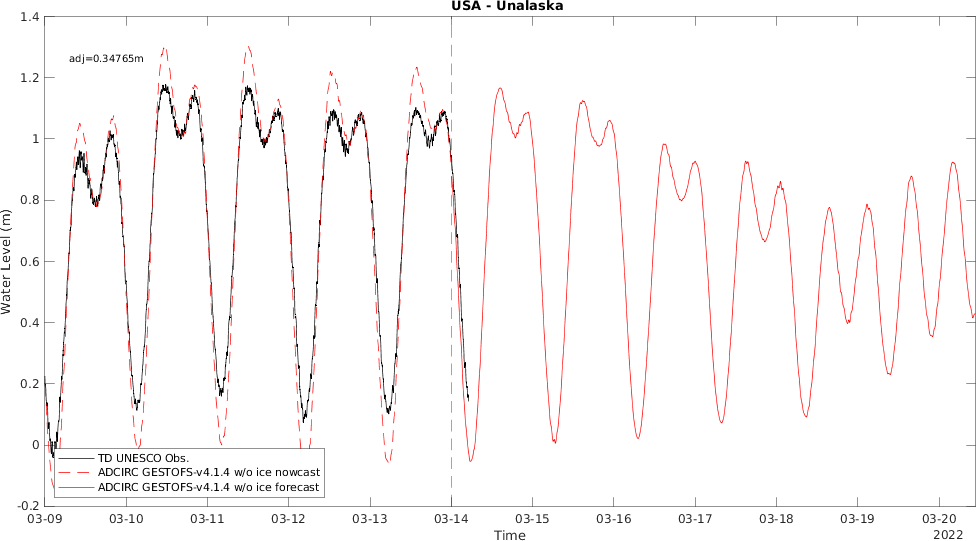 USA - Unalaska
adj=0.34765m
Water Level (m)
1.4
1.2
1
0.8
0.6
0.4
0.2
0
-0.2
TD UNESCO Obs.
ADCIRC GESTOFS-v4.1.4 w/o ice nowcast
ADCIRC GESTOFS-v4.1.4 w/o ice forecast
03-09 03-10 03-11 03-12 03-13 03-14 03-15 03-16 03-17 03-18 03-19 03-20
Time
2022